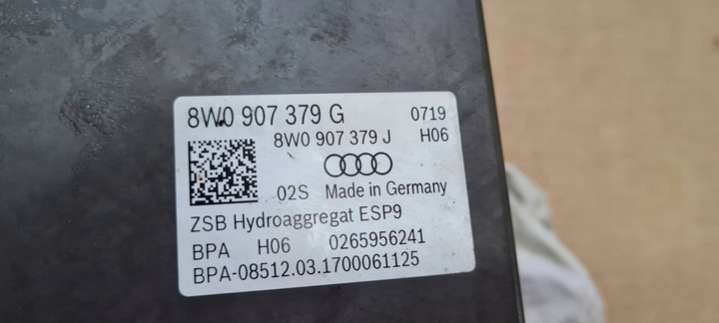 8W0 907 379 G 0719
8W0 907 379 J H06
02S Made in Germany
ZSB Hydroaggregat ESP9
BPA H06 0265956241
BPA-08512.03.1700061125